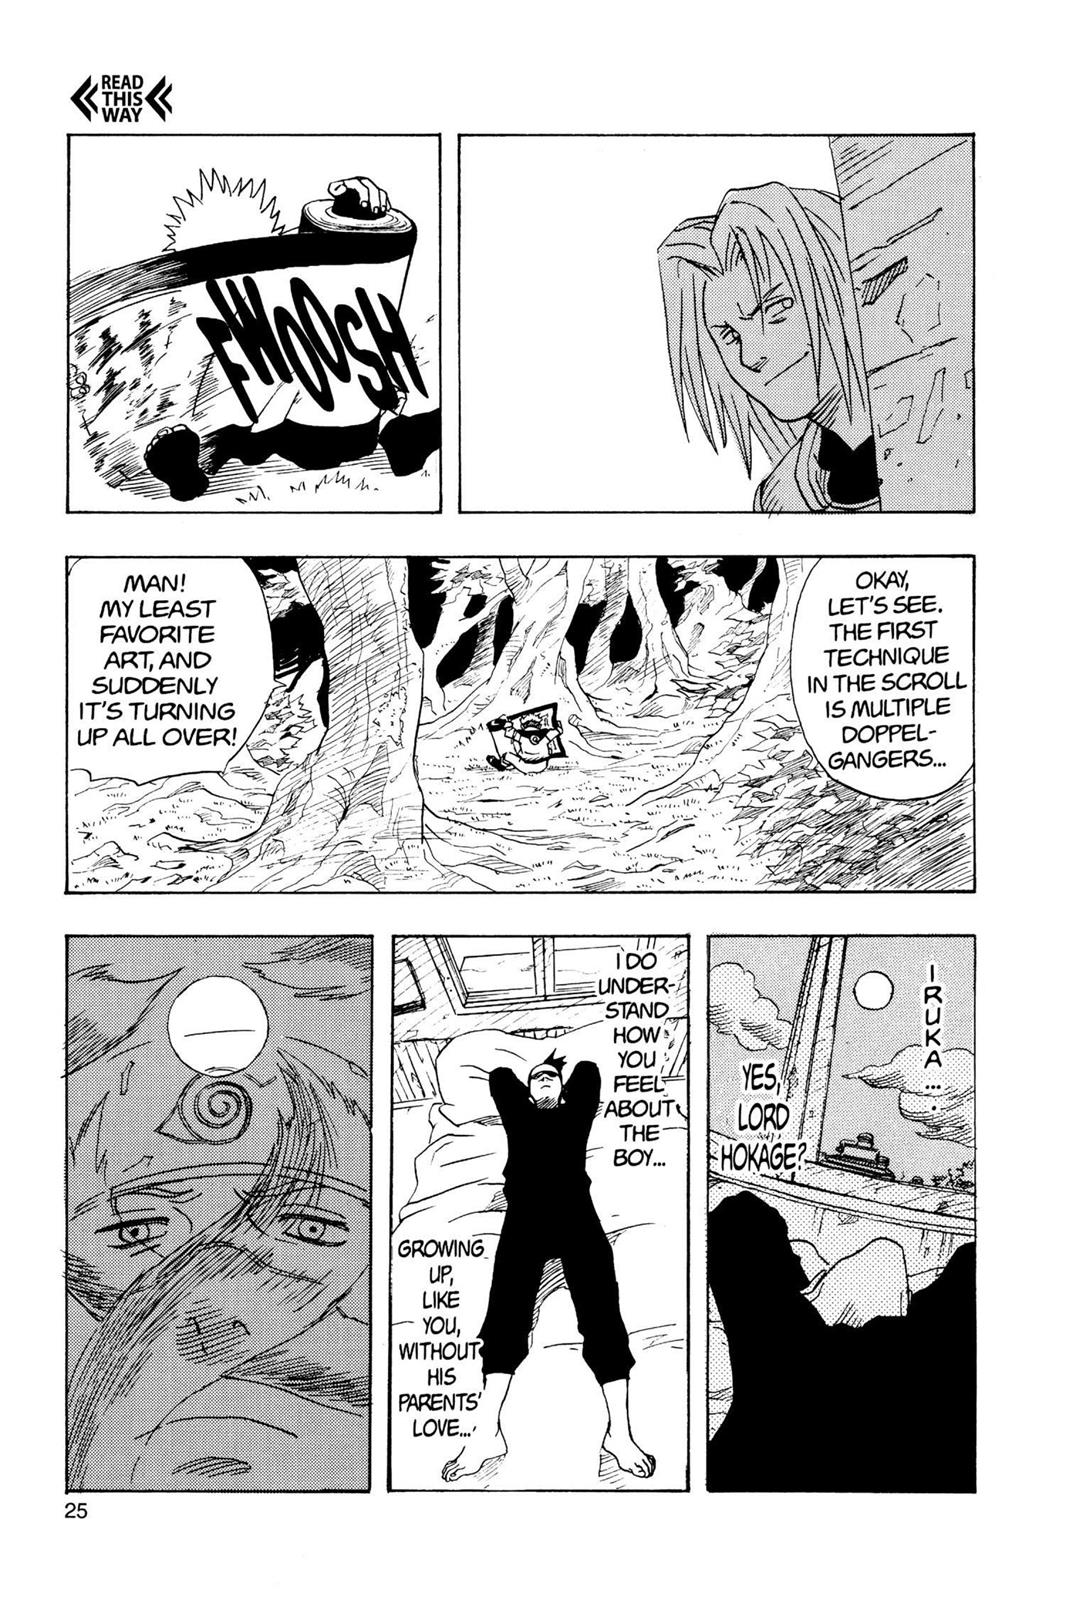 READ
THIS
WAY
FWOOSH
OKAY,
LET'S SEE.
THE FIRST
TECHNIQUE
IN THE SCROLL
IS MULTIPLE
DOPPEL-
GANGERS...
MAN!
MY LEAST
FAVORITE
ART, AND
SUDDENLY
IT'S TURNING
UP ALL OVER!
IRUKA...
YES,
LORD
HOKAGE?
I DO
UNDER-
STAND
HOW
YOU
FEEL
ABOUT
THE
BOY...
GROWING
UP,
LIKE
YOU,
WITHOUT
HIS
PARENTS'
LOVE...
25